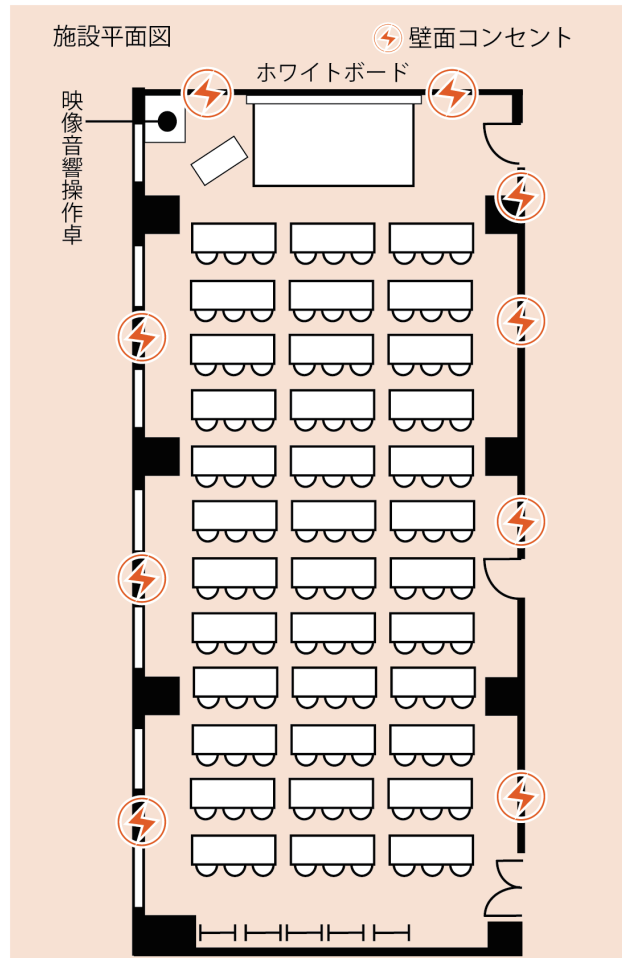 施設平面図
壁面コンセント
ホワイトボード
映像音響操作卓